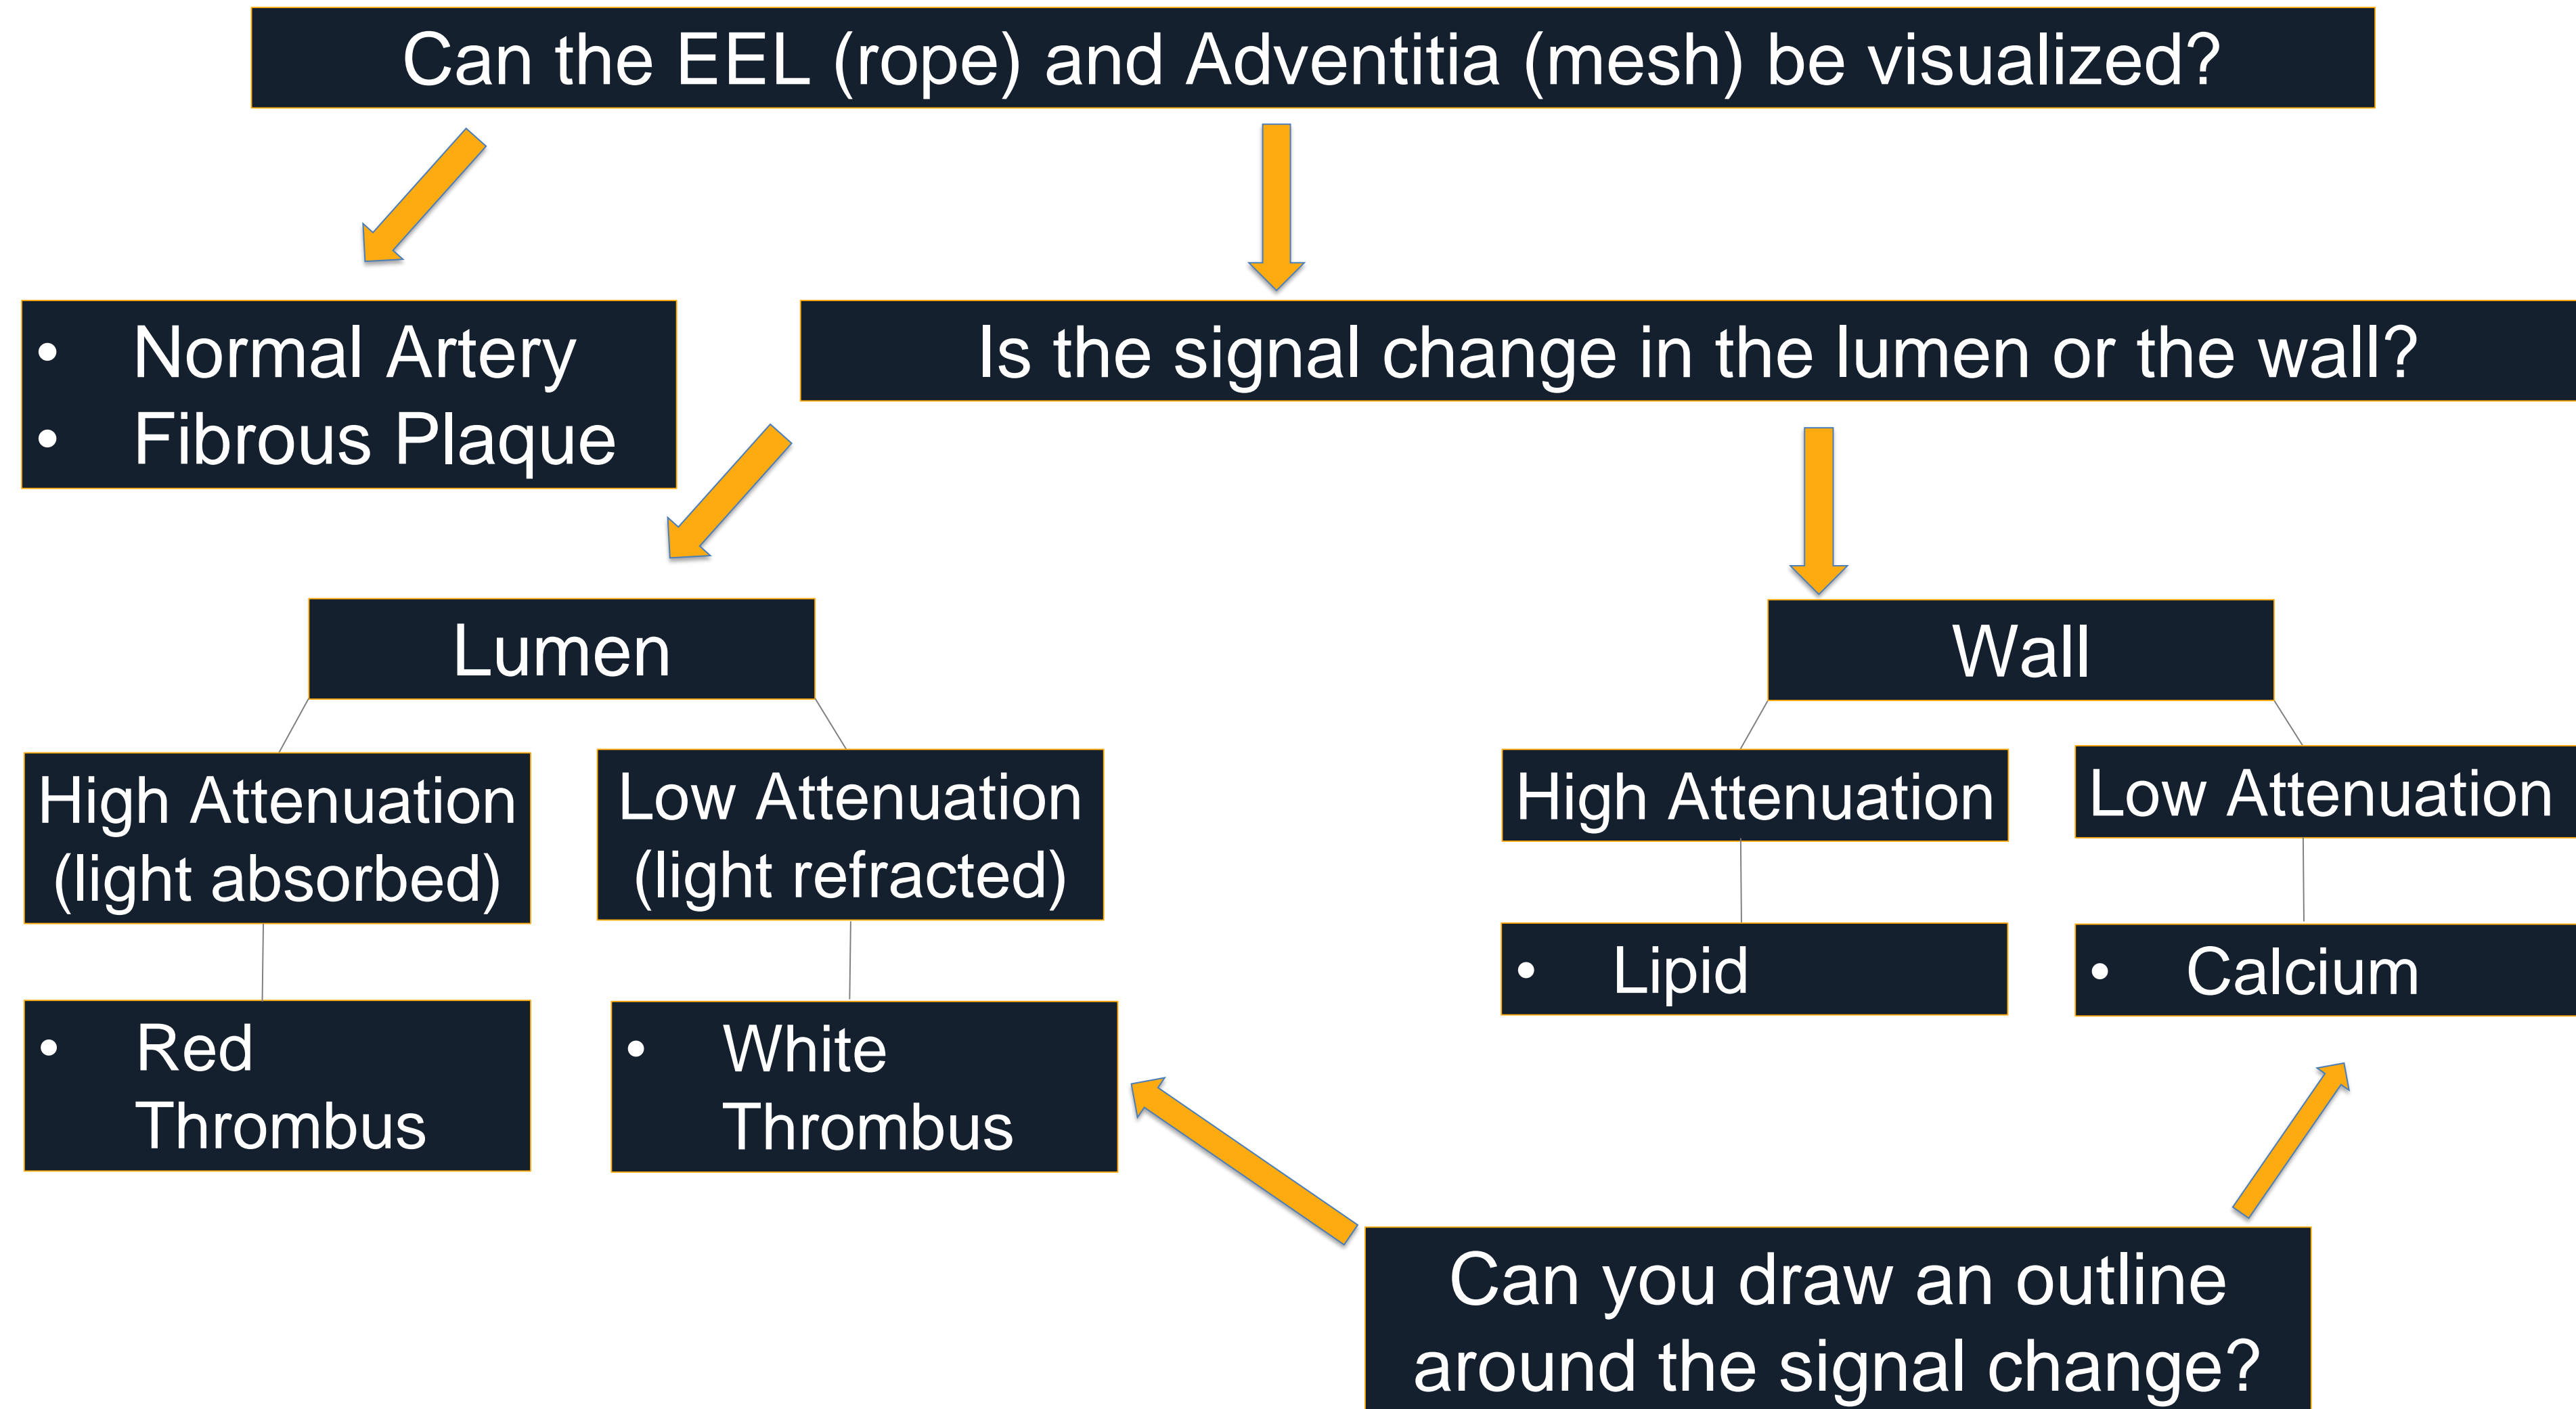 Can the EEL (rope) and Adventitia (mesh) be visualized?
• Normal Artery
• Fibrous Plaque
Is the signal change in the lumen or the wall?
Lumen
High Attenuation
(light absorbed)
• Red
Thrombus
Low Attenuation
(light refracted)
• White
Thrombus
Wall
High Attenuation
• Lipid
Low Attenuation
• Calcium
Can you draw an outline
around the signal change?